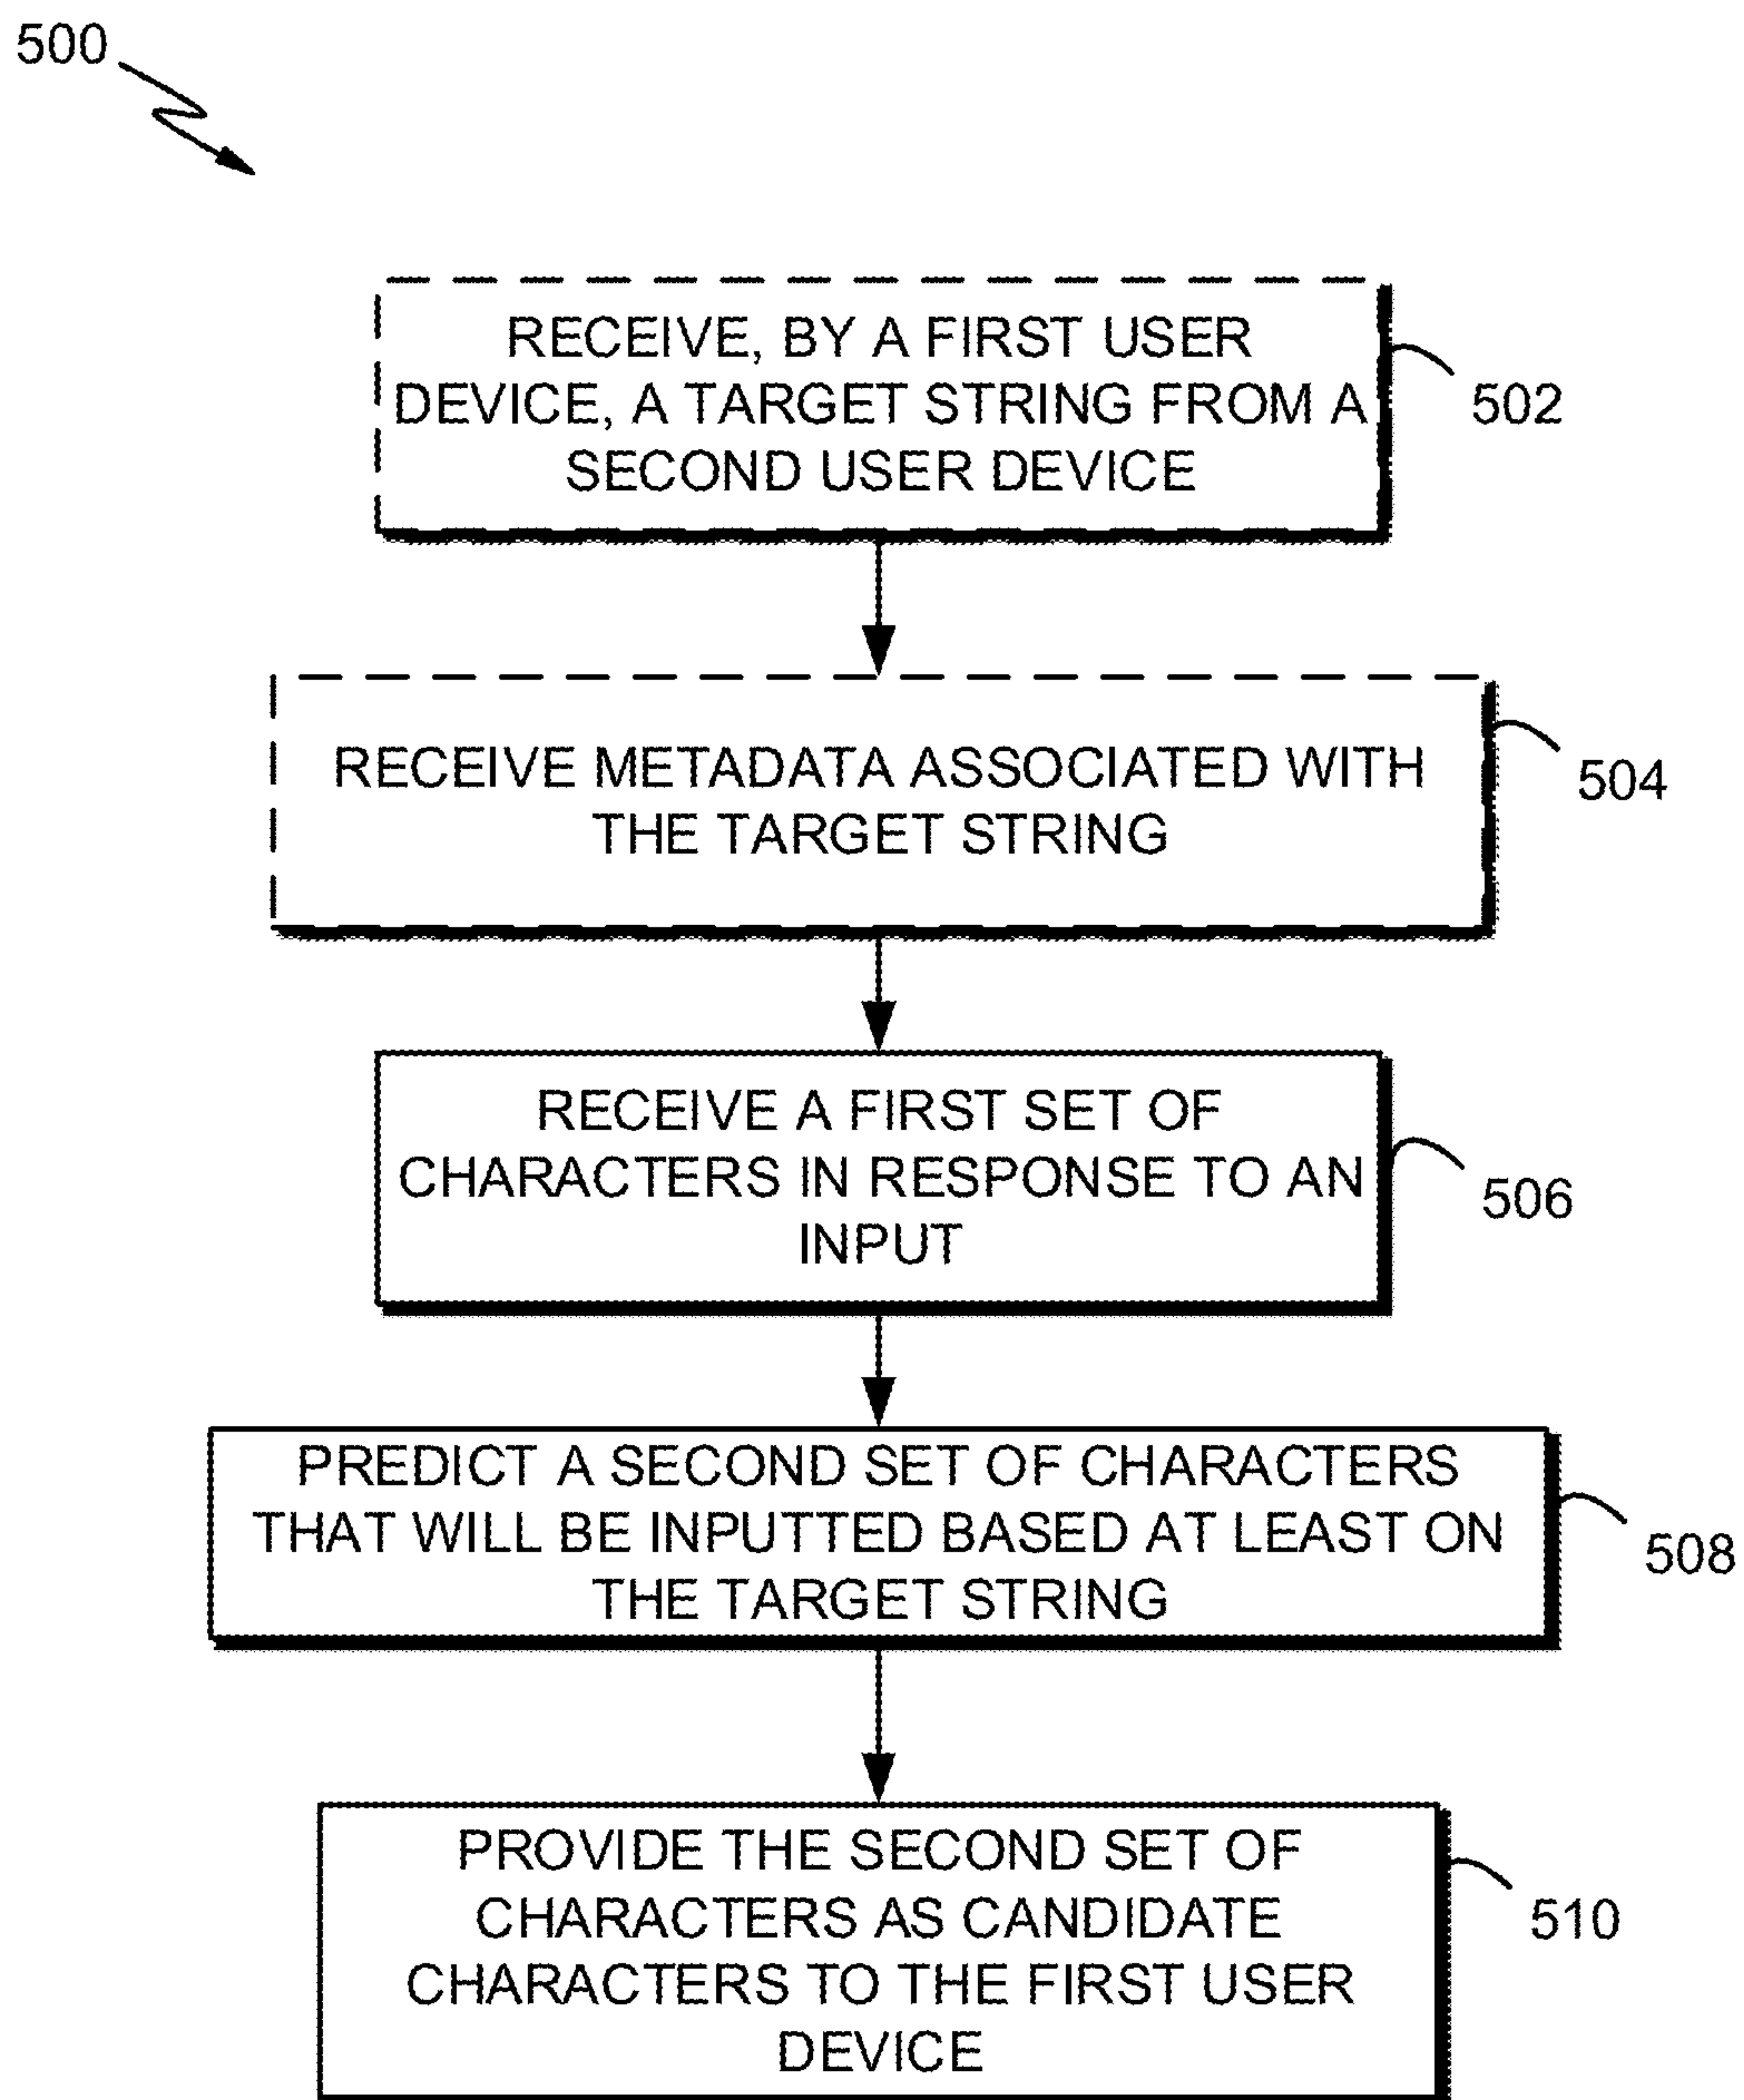 500
RECEIVE, BY A FIRST USER
DEVICE, A TARGET STRING FROM A
SECOND USER DEVICE
502
RECEIVE METADATA ASSOCIATED WITH
THE TARGET STRING
504
RECEIVE A FIRST SET OF
CHARACTERS IN RESPONSE TO AN
INPUT
506
PREDICT A SECOND SET OF CHARACTERS
THAT WILL BE INPUTTED BASED AT LEAST ON
THE TARGET STRING
508
PROVIDE THE SECOND SET OF
CHARACTERS AS CANDIDATE
CHARACTERS TO THE FIRST USER
DEVICE
510